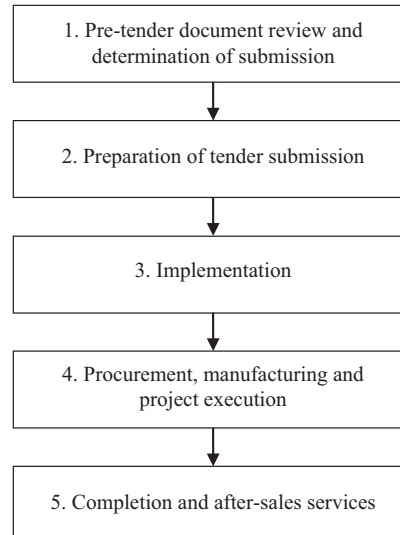 1. Pre-tender document review and
determination of submission
2. Preparation of tender submission
3. Implementation
4. Procurement, manufacturing and
project execution
5. Completion and after-sales services